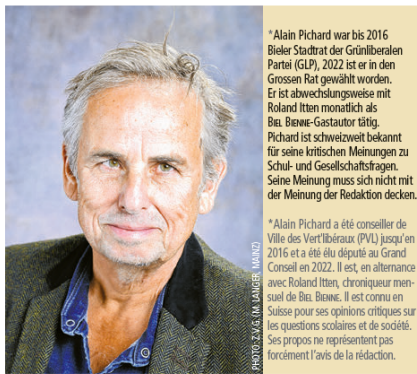 *Alain Pichard war bis 2016
Bieler Stadtrat der Grünliberalen
Partei (GLP), 2022 ist er in den
Grossen Rat gewählt worden.
Er ist abwechslungsweise mit
Roland Itten monatlich als
BIEL BIENNE-Gastautor tätig.
Pichard ist schweizweit bekannt
für seine kritischen Meinungen zu
Schul- und Gesellschaftsfragen.
Seine Meinung muss sich nicht mit
der Meinung der Redaktion decken.
*Alain Pichard a été conseiller de
Ville des Vert'libéraux (PVL) jusqu'en
2016 et a été élu député au Grand
Conseil en 2022. Il est, en alternance
avec Roland Itten, chroniqueur men-
suel de BIEL BIENNE. Il est connu en
Suisse pour ses opinions critiques sur
les questions scolaires et de société.
Ses propos ne représentent pas
forcément l'avis de la rédaction.
PHOTO: Z.V.G. (M. LANGER, MAINZ)